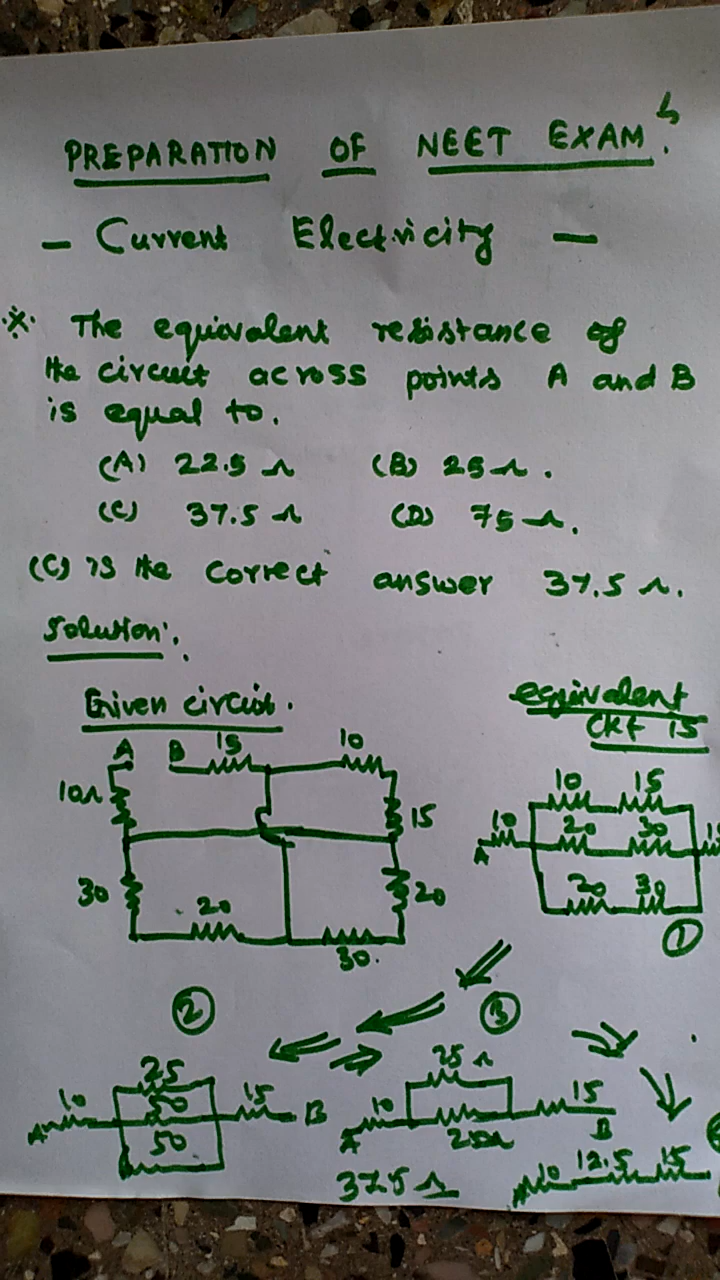 PREPARATION OF NEET EXAM
- Current Electricity -
The equivalent resistance of
the circuit across points A and B
is equal to.
(A) 22.5 Ω (B) 25 Ω.
(C) 37.5 Ω (D) 75 Ω.
(C) is the correct answer 37.5 Ω.
Solution:.
Given circuit.
equivalent
CKt is
A B 15 10
10Ω
15
30 20
20
30.
10 15
10 20 30
A
20 30
1
2 3
25
10 50 15 B
A
50
25 Ω
10 15
A 25Ω B
10 12.5 15
A
37.5 Ω